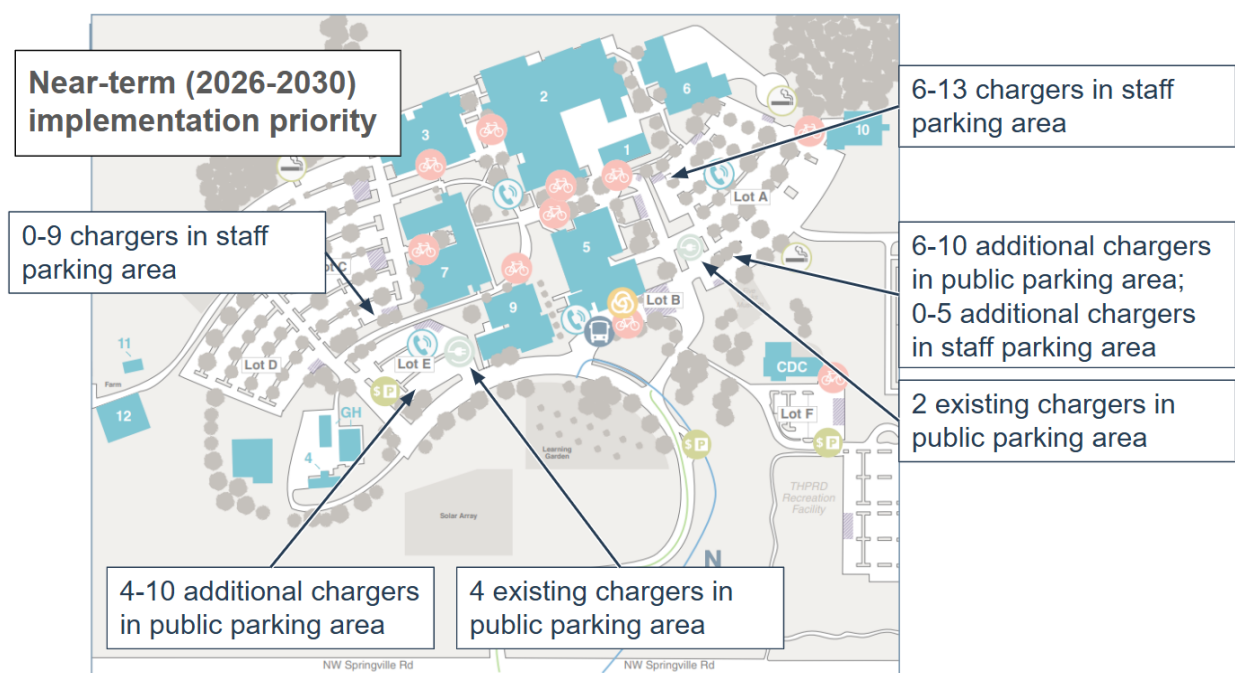 Near-term (2026-2030)
implementation priority
6-13 chargers in staff
parking area
0-9 chargers in staff
parking area
6-10 additional chargers
in public parking area;
0-5 additional chargers
in staff parking area
2 existing chargers in
public parking area
4-10 additional chargers
in public parking area
4 existing chargers in
public parking area
2
6
3
1
10
Lot A
5
7
Lot B
9
11
Lot D
Lot E
Farm
12
$ P
GH
4
CDC
Lot F
$ P
$ P
Learning
Garden
THPRD
Recreation
Facility
Solar Array
N
NW Springville Rd
NW Springville Rd